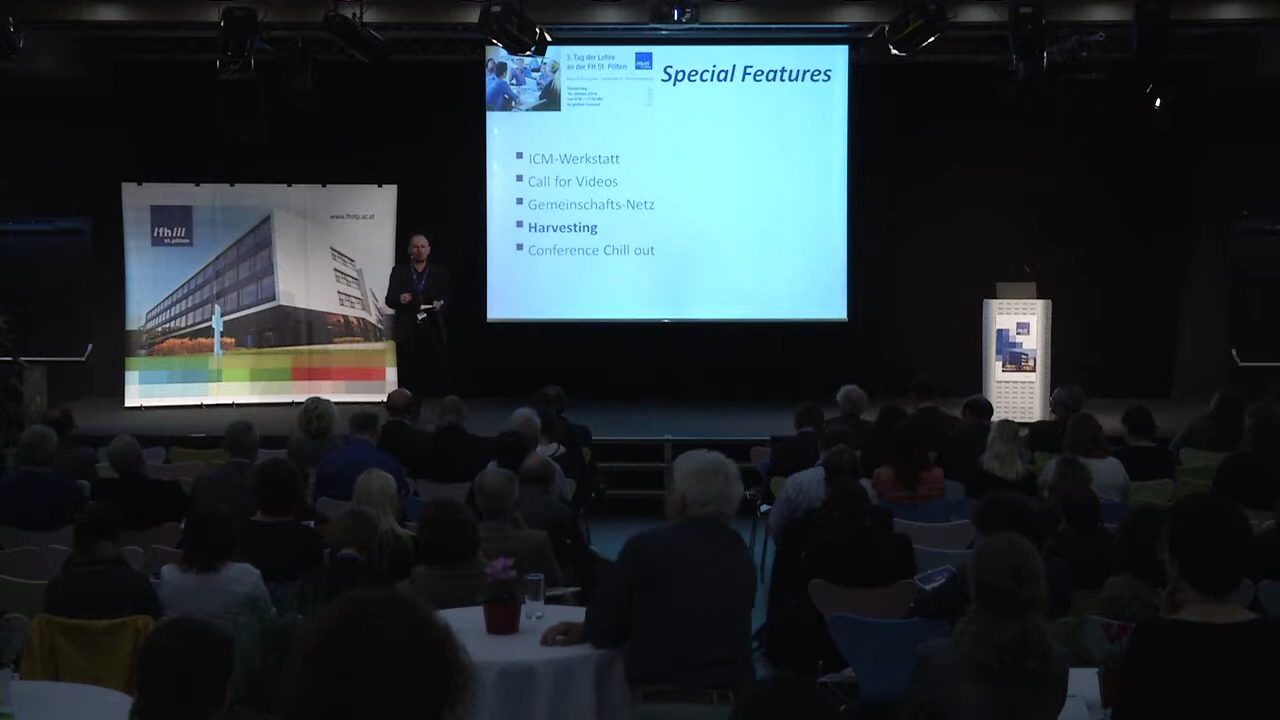 3. Tag der Lehre
an der FH St. Pölten
Special Features
ICM-Werkstatt
Call for Videos
Gemeinschafts-Netz
Harvesting
Conference Chill out
www.fhstp.ac.at
/fh///
st.pölten